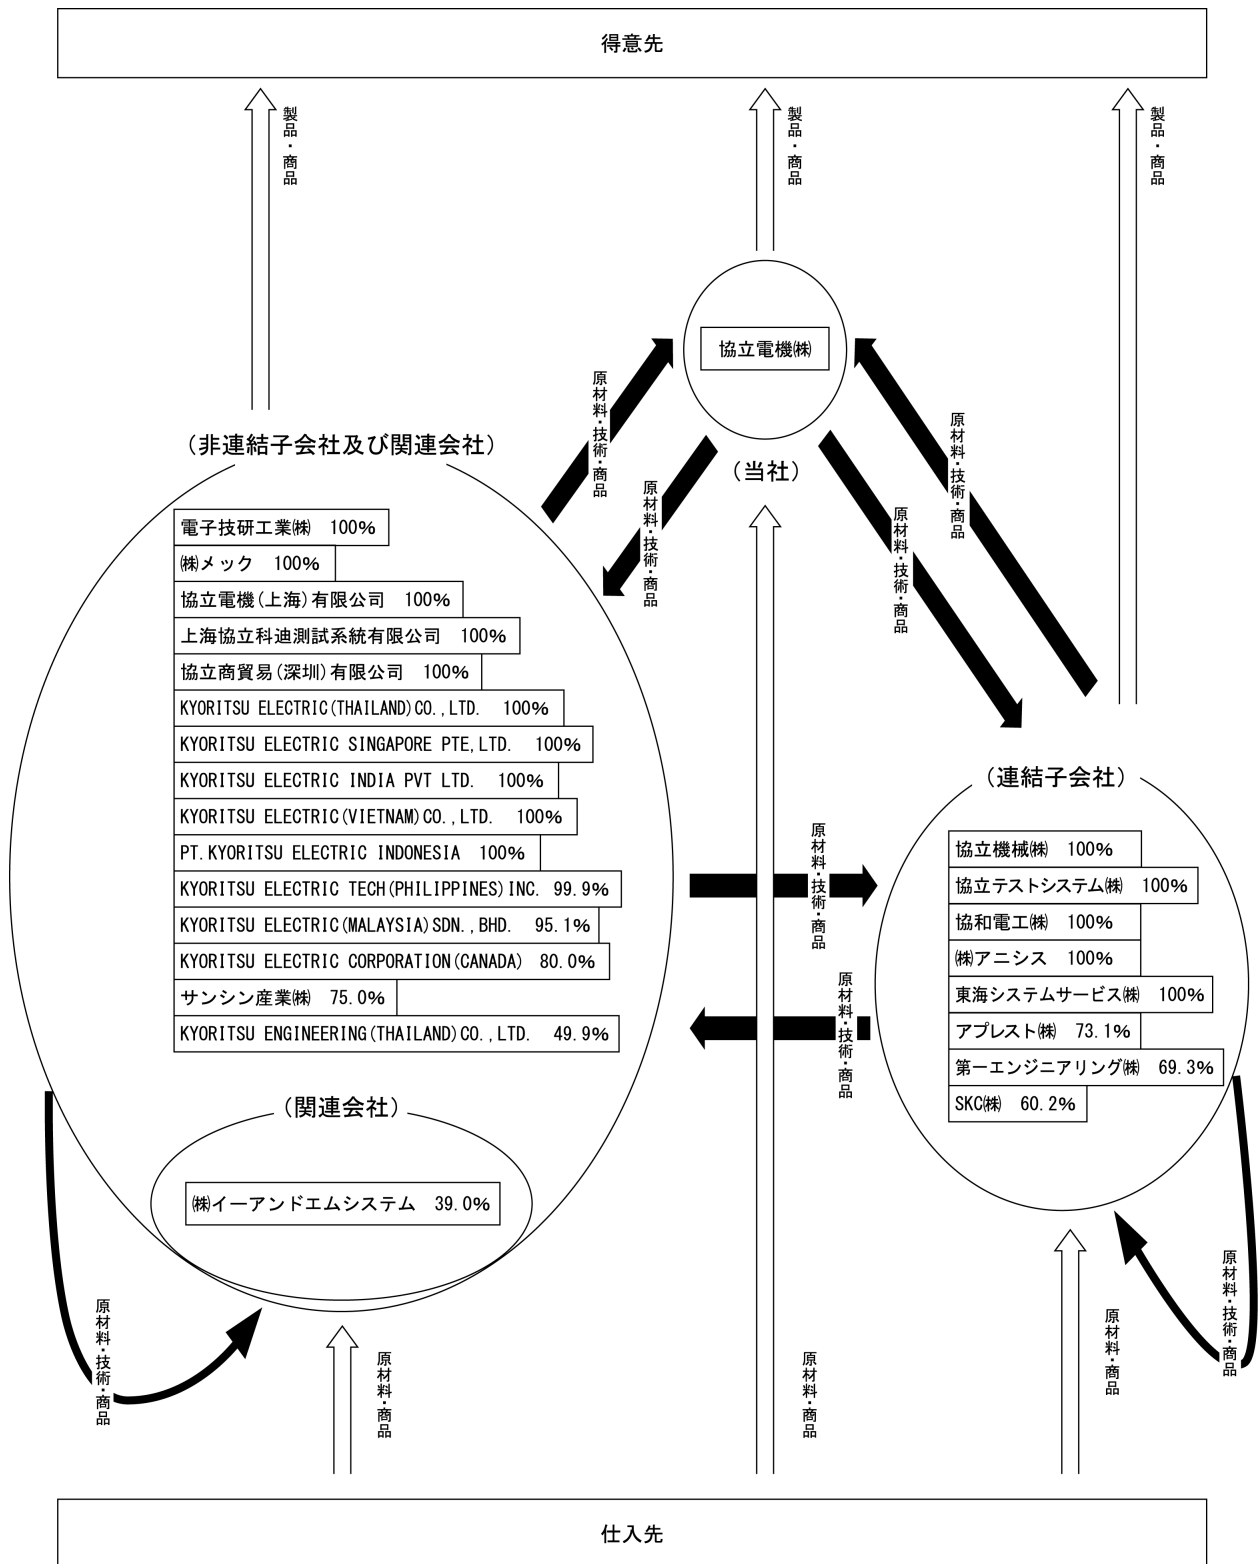 得意先
製品・商品
製品・商品
製品・商品
協立電機㈱
(当社)
原材料・技術・商品
原材料・技術・商品
原材料・技術・商品
原材料・技術・商品
(非連結子会社及び関連会社)
電子技研工業㈱ 100%
㈱メック 100%
協立電機(上海)有限公司 100%
上海協立科迪測試系統有限公司 100%
協立商貿易(深圳)有限公司 100%
KYORITSU ELECTRIC(THAILAND)CO.,LTD. 100%
KYORITSU ELECTRIC SINGAPORE PTE,LTD. 100%
KYORITSU ELECTRIC INDIA PVT LTD. 100%
KYORITSU ELECTRIC(VIETNAM)CO.,LTD. 100%
PT.KYORITSU ELECTRIC INDONESIA 100%
KYORITSU ELECTRIC TECH(PHILIPPINES)INC. 99.9%
KYORITSU ELECTRIC(MALAYSIA)SDN.,BHD. 95.1%
KYORITSU ELECTRIC CORPORATION(CANADA) 80.0%
サンシン産業㈱ 75.0%
KYORITSU ENGINEERING(THAILAND)CO.,LTD. 49.9%
(関連会社)
㈱イーアンドエムシステム 39.0%
原材料・技術・商品
原材料・技術・商品
(連結子会社)
協立機械㈱ 100%
協立テストシステム㈱ 100%
協和電工㈱ 100%
㈱アニシス 100%
東海システムサービス㈱ 100%
アプレスト㈱ 73.1%
第一エンジニアリング㈱ 69.3%
SKC㈱ 60.2%
原材料・技術・商品
原材料・技術・商品
原材料・商品
原材料・商品
原材料・商品
仕入先